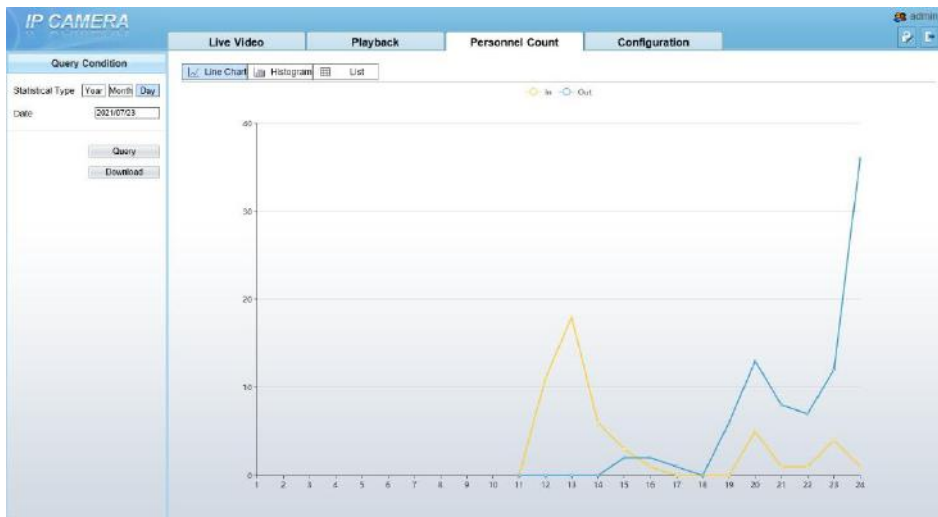 IP CAMERA
admin
Live Video Playback Personnel Count Configuration
Query Condition
Line Chart Histogram List
Statistical Type Year Month Day
In Out
Date 2021/07/23
Query
Download
40
30
20
10
0
1 2 3 4 5 6 7 8 9 10 11 12 13 14 15 16 17 18 19 20 21 22 23 24